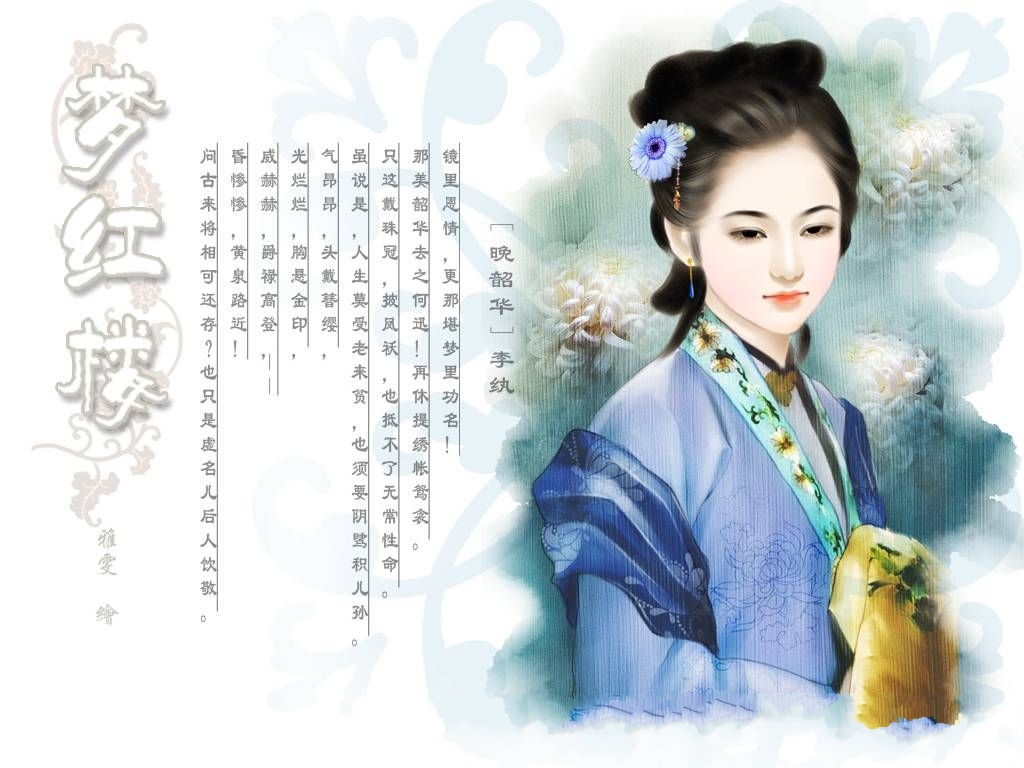 [晚韶华]李纨
镜里恩情,更那堪梦里功名!
那美韶华去之何迅!再休提绣帐鸳衾。
只这戴珠冠,披凤袄,也抵不了无常性命。
虽说是,人生莫受老来贫,也须要阴骘积儿孙。
气昂昂,头戴替缨,
光烂烂,胸悬金印,
威赫赫,爵禄高登,——
昏惨惨,黄泉路近!
问古来将相可还存?也只是虚名儿后人饮敬。
梦红楼
雅雯 繪